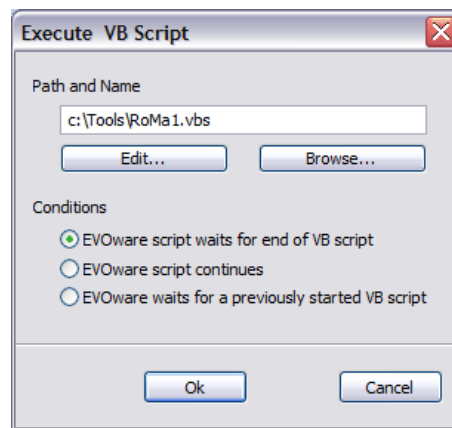 Execute VB Script
Path and Name
c:\Tools\RoMa1.vbs
Edit...
Browse...
Conditions
EVOware script waits for end of VB script
EVOware script continues
EVOware waits for a previously started VB script
Ok
Cancel